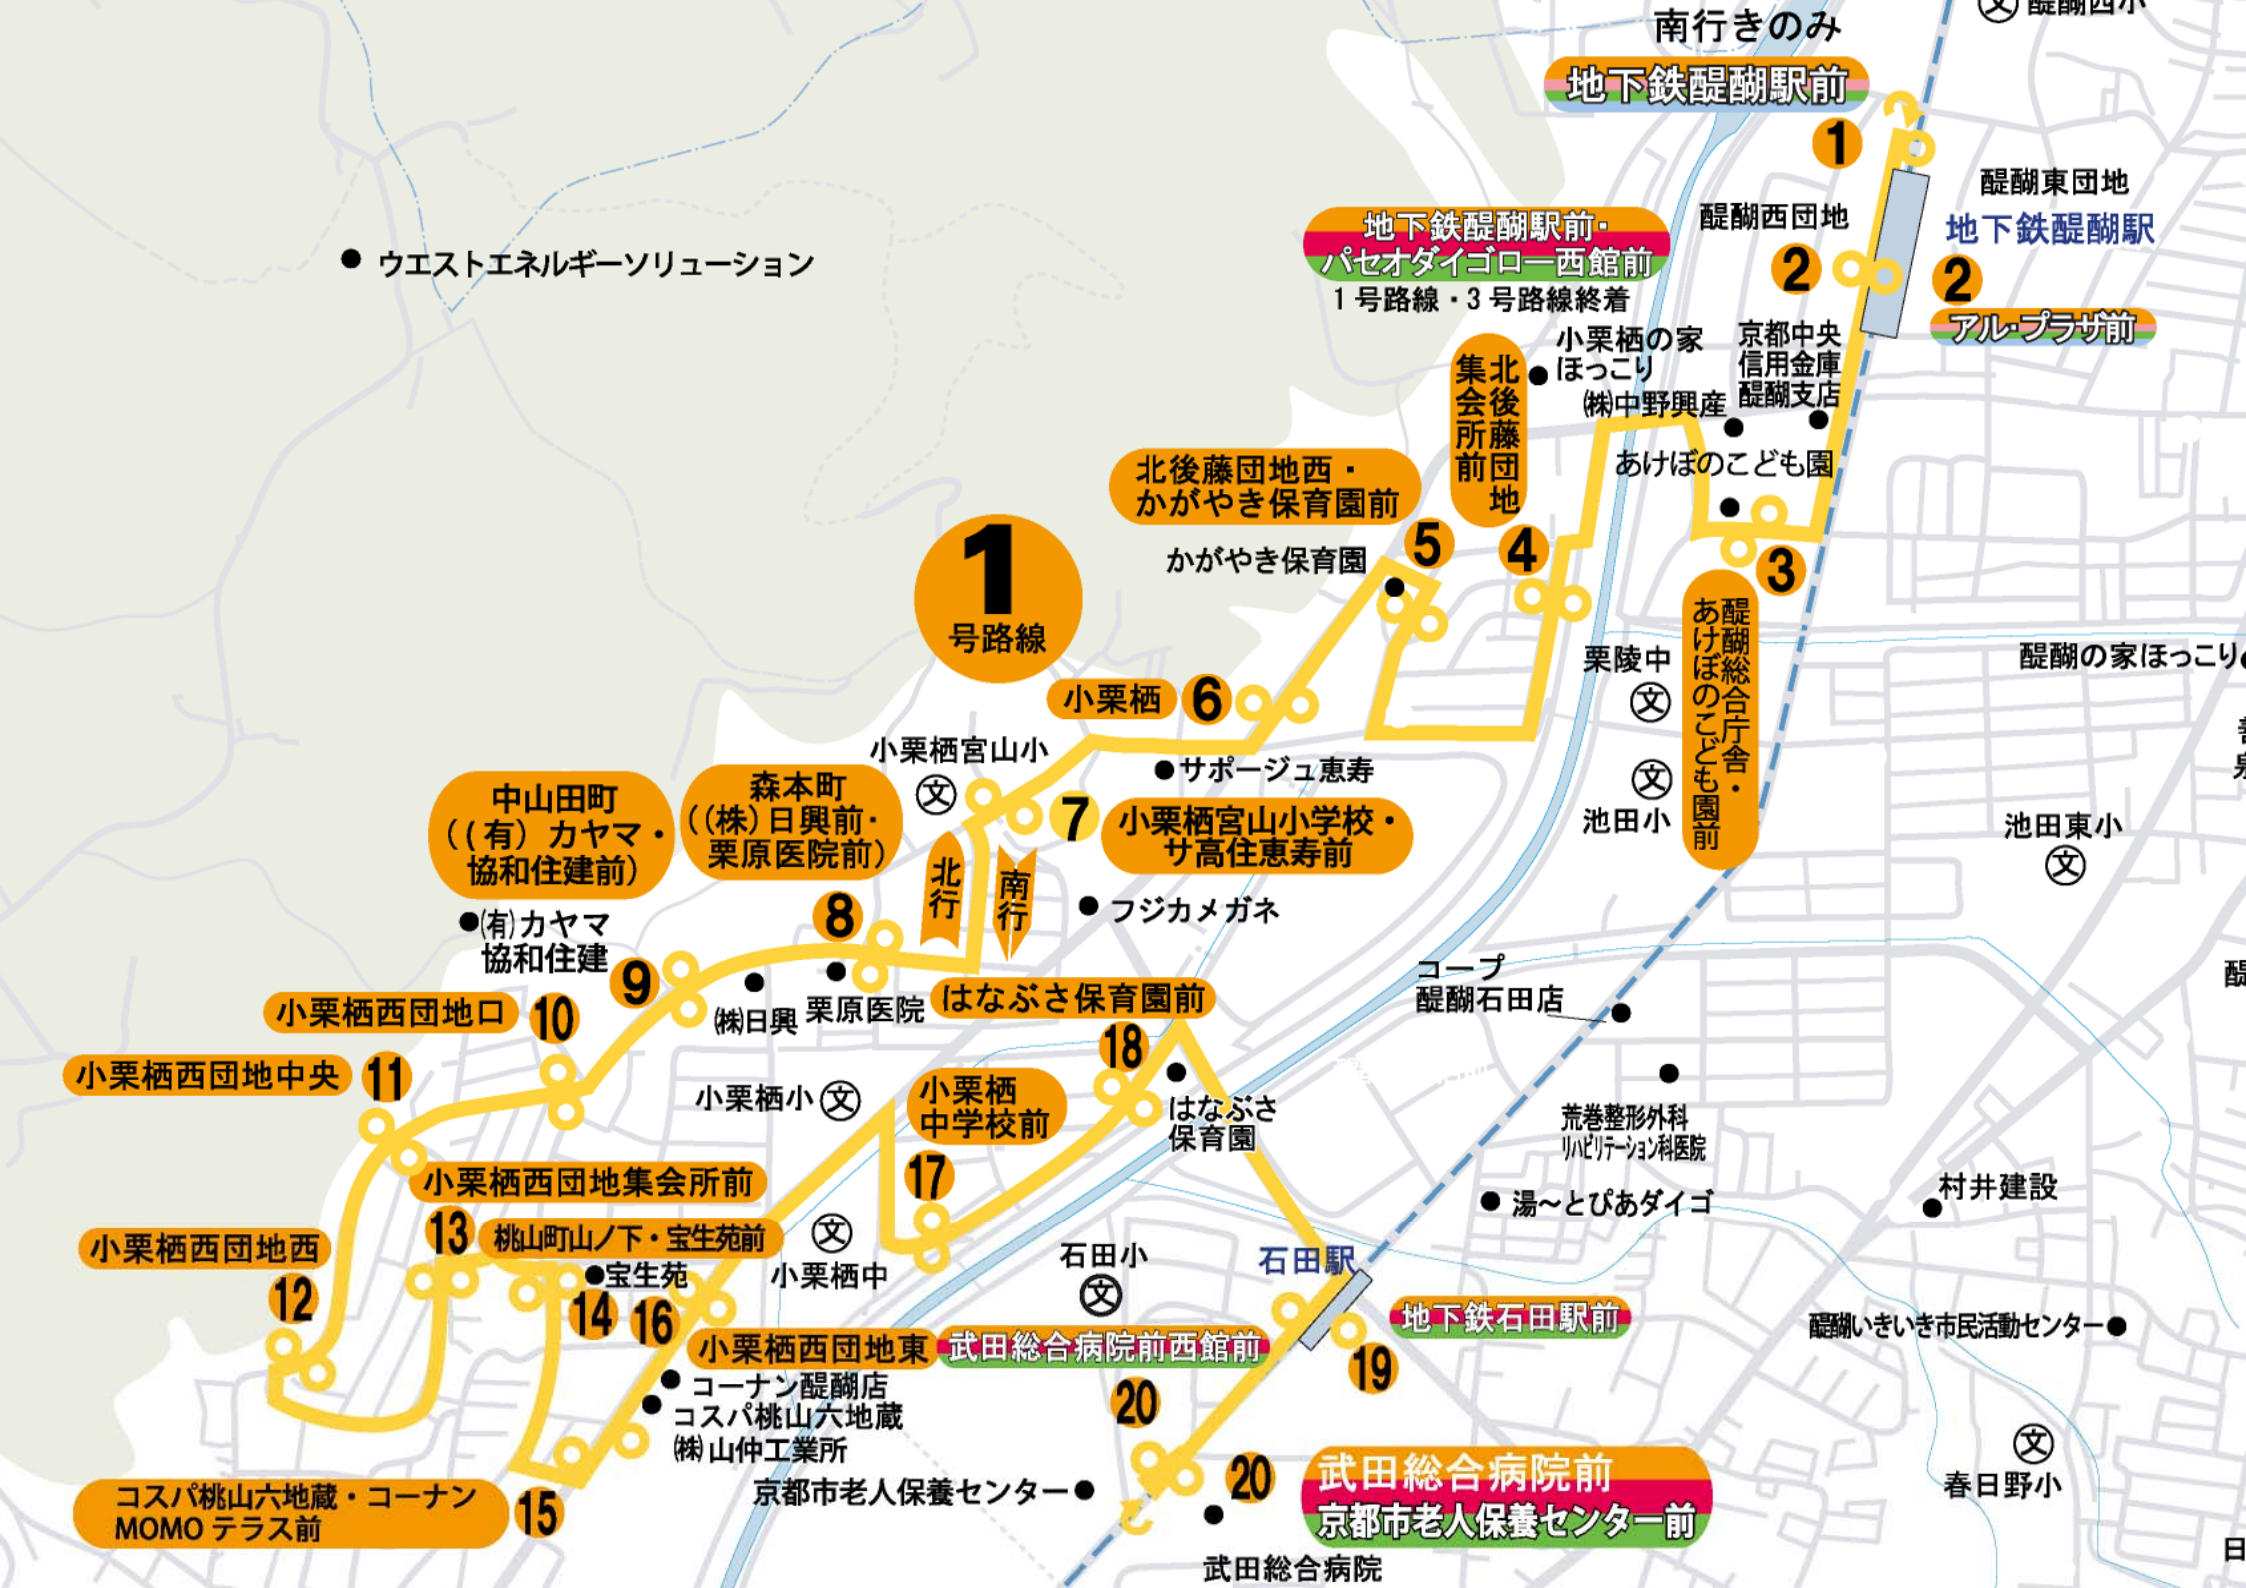 醍醐西小
南行きのみ
地下鉄醍醐駅前
1
醍醐東団地
地下鉄醍醐駅
醍醐西団地
2
2
アル・プラザ前
地下鉄醍醐駅前・
パセオダイゴロー西館前
1号路線・3号路線終着
ウエストエネルギーソリューション
小栗栖の家
ほっこり
京都中央
信用金庫
醍醐支店
㈱中野興産
あけぼのこども園
北後藤団地
集会所前
4
3
醍醐総合庁舎・
あけぼのこども園前
北後藤団地西・
かがやき保育園前
5
かがやき保育園
1
号路線
小栗栖
6
栗陵中
文
文
池田小
醍醐の家ほっこり
池田東小
文
小栗栖宮山小
文
サポージュ恵寿
7
小栗栖宮山小学校・
サ高住恵寿前
中山田町
((有)カヤマ・
協和住建前)
森本町
((株)日興前・
栗原医院前)
北行
南行
フジカメガネ
㈲カヤマ
協和住建
8
9
㈱日興
栗原医院
はなぶさ保育園前
18
コープ
醍醐石田店
小栗栖西団地口
10
小栗栖西団地中央
11
小栗栖小
文
小栗栖
中学校前
17
はなぶさ
保育園
荒巻整形外科
リハビリテーション科医院
湯～とぴあダイゴ
村井建設
小栗栖西団地集会所前
13
桃山町山ノ下・宝生苑前
宝生苑
14
16
文
小栗栖中
小栗栖西団地西
12
石田小
文
石田駅
地下鉄石田駅前
19
醍醐いきいき市民活動センター
小栗栖西団地東
武田総合病院前西館前
20
コーナン醍醐店
コスパ桃山六地蔵
㈱山仲工業所
京都市老人保養センター
20
武田総合病院前
京都市老人保養センター前
武田総合病院
文
春日野小
コスパ桃山六地蔵・コーナン
MOMOテラス前
15
醍
日